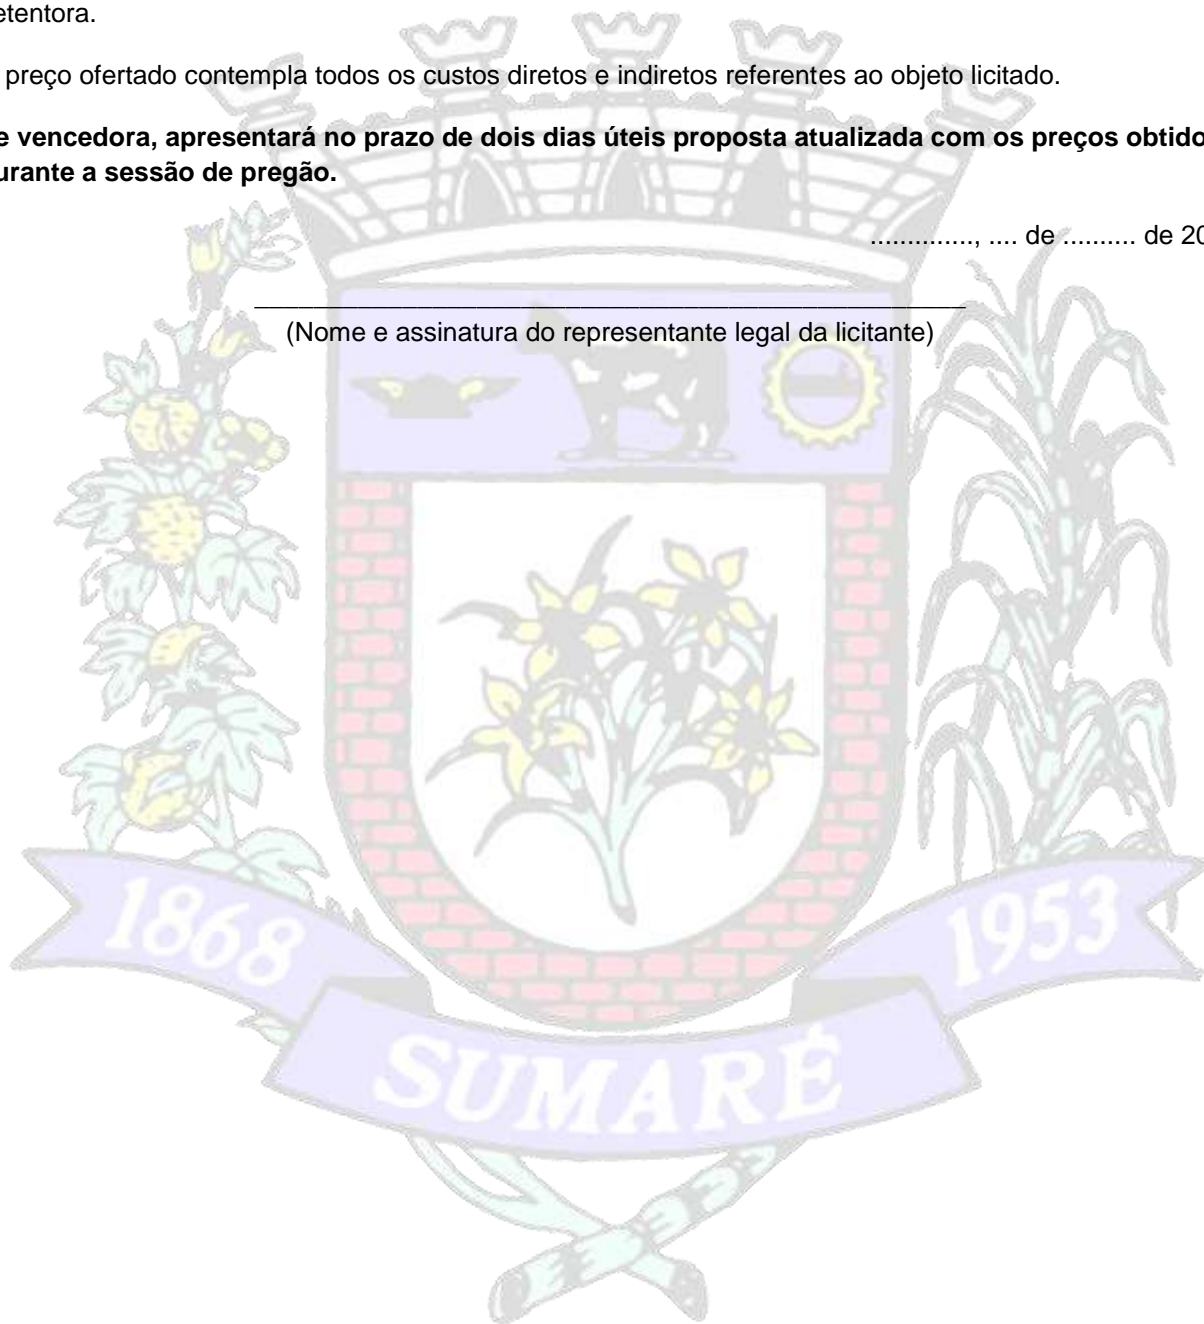 etentora.
preço ofertado contempla todos os custos diretos e indiretos referentes ao objeto licitado.
e vencedora, apresentará no prazo de dois dias úteis proposta atualizada com os preços obtido
urante a sessão de pregão.
.............., .... de .......... de 20
(Nome e assinatura do representante legal da licitante)
1868
1953
SUMARÉ